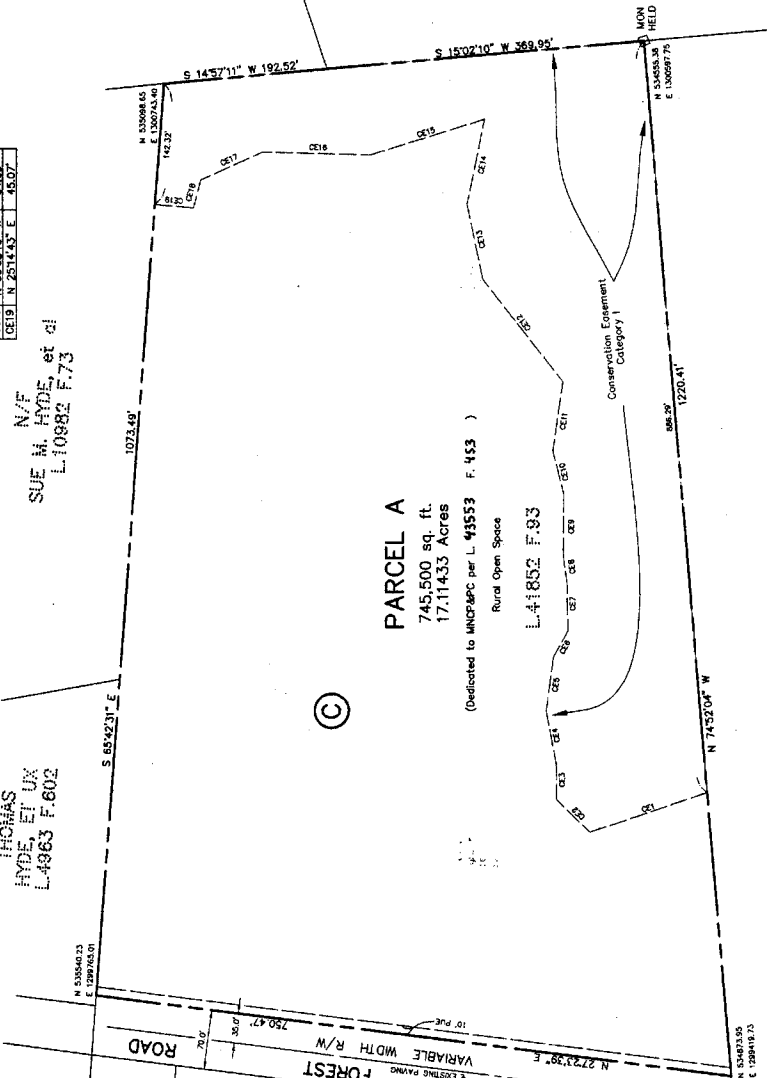 CE19 N 25°14'43" E 45.07'
N/F
SUE M. HYDE, et al
L.10982 F.73
THOMAS
HYDE, ET UX
L.4963 F.602
N 535540.23
E 1299765.01
S 65°42'31" E
1073.49'
142.32'
N 535098.65
E 1300743.40
S 14°57'11" W 192.52'
S 15°02'10" W 369.95'
MON
HELD
N 534555.38
E 1300597.75
CE19
CE18
CE17
CE16
CE15
CE14
CE13
CE12
CE11
CE10
CE9
CE8
CE7
CE6
CE5
CE4
CE3
CE2
CE1
Conservation Easement
Category I
PARCEL A
745,500 sq. ft.
17.11433 Acres
(Dedicated to MNCP&PC per L. 43553 F. 453 )
Rural Open Space
L.41852 F.93
C
886.29'
1220.41'
N 74°52'04" W
N 534873.95
E 1299419.73
N 27°23'39" E
750.47'
10' PUE
35.0'
70.0'
ROAD
FOREST
VARIABLE WIDTH R/W
EXISTING PAVING